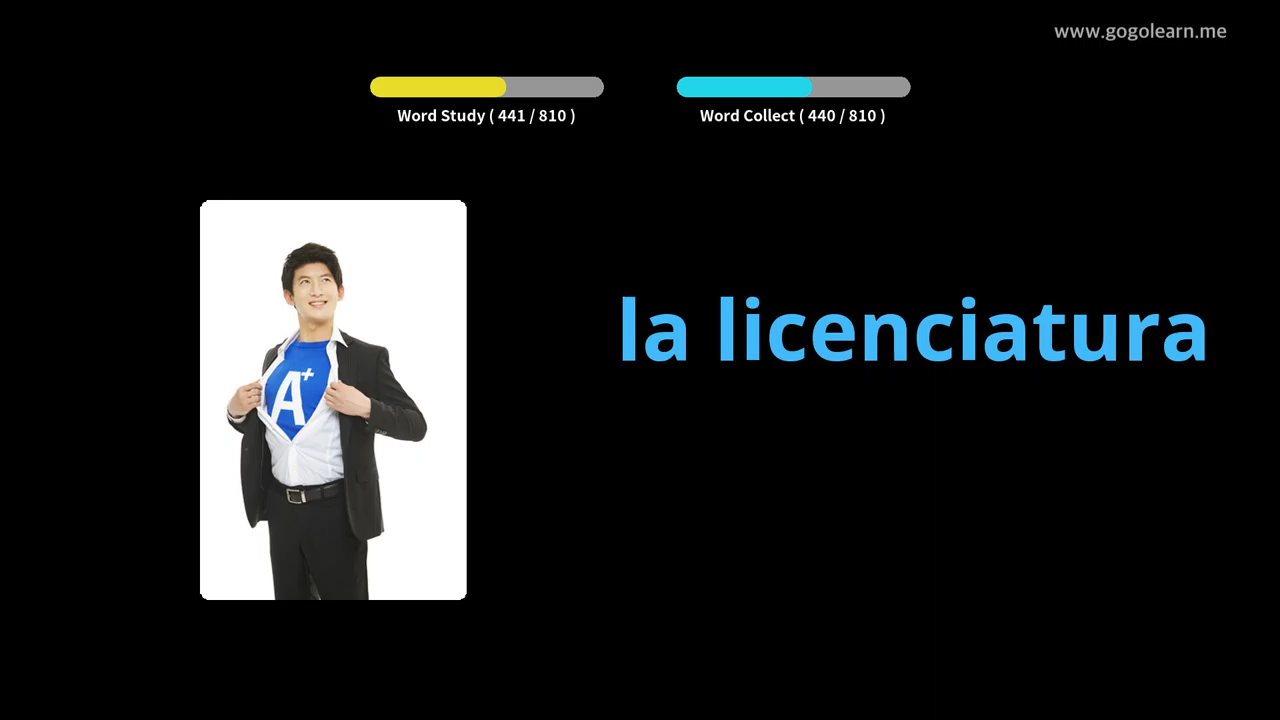 www.gogolearn.me
Word Study ( 441 / 810 )
Word Collect ( 440 / 810 )
A+
la licenciatura